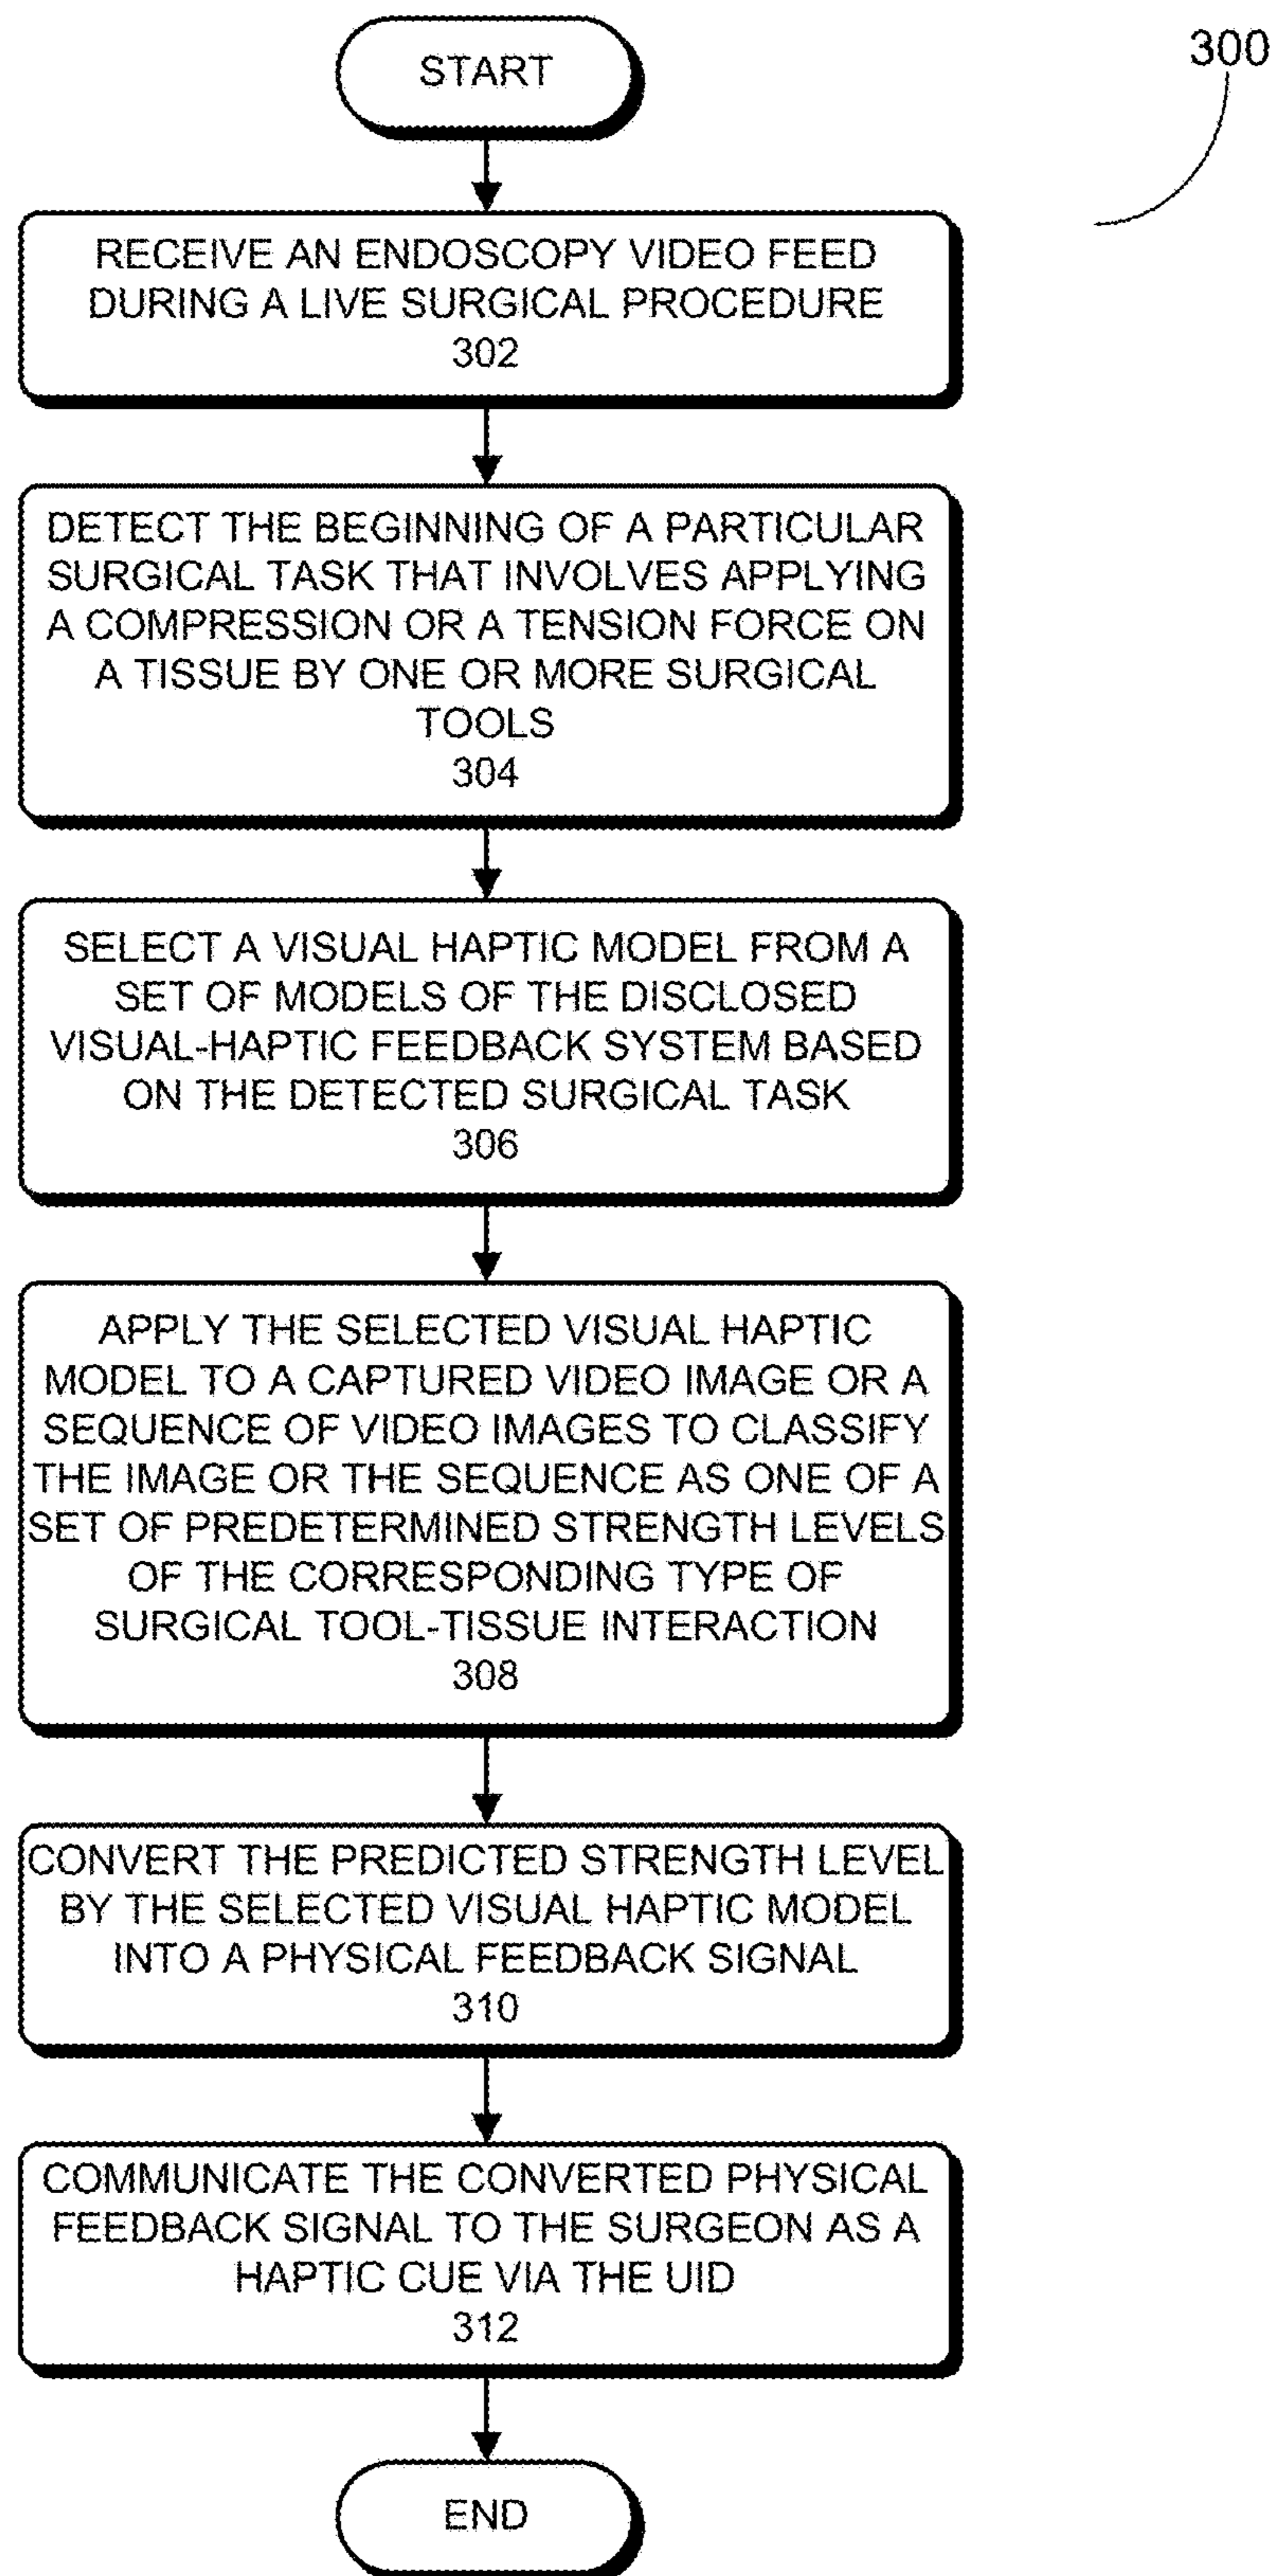 300
START
RECEIVE AN ENDOSCOPY VIDEO FEED
DURING A LIVE SURGICAL PROCEDURE
302
DETECT THE BEGINNING OF A PARTICULAR
SURGICAL TASK THAT INVOLVES APPLYING
A COMPRESSION OR A TENSION FORCE ON
A TISSUE BY ONE OR MORE SURGICAL
TOOLS
304
SELECT A VISUAL HAPTIC MODEL FROM A
SET OF MODELS OF THE DISCLOSED
VISUAL-HAPTIC FEEDBACK SYSTEM BASED
ON THE DETECTED SURGICAL TASK
306
APPLY THE SELECTED VISUAL HAPTIC
MODEL TO A CAPTURED VIDEO IMAGE OR A
SEQUENCE OF VIDEO IMAGES TO CLASSIFY
THE IMAGE OR THE SEQUENCE AS ONE OF A
SET OF PREDETERMINED STRENGTH LEVELS
OF THE CORRESPONDING TYPE OF
SURGICAL TOOL-TISSUE INTERACTION
308
CONVERT THE PREDICTED STRENGTH LEVEL
BY THE SELECTED VISUAL HAPTIC MODEL
INTO A PHYSICAL FEEDBACK SIGNAL
310
COMMUNICATE THE CONVERTED PHYSICAL
FEEDBACK SIGNAL TO THE SURGEON AS A
HAPTIC CUE VIA THE UID
312
END